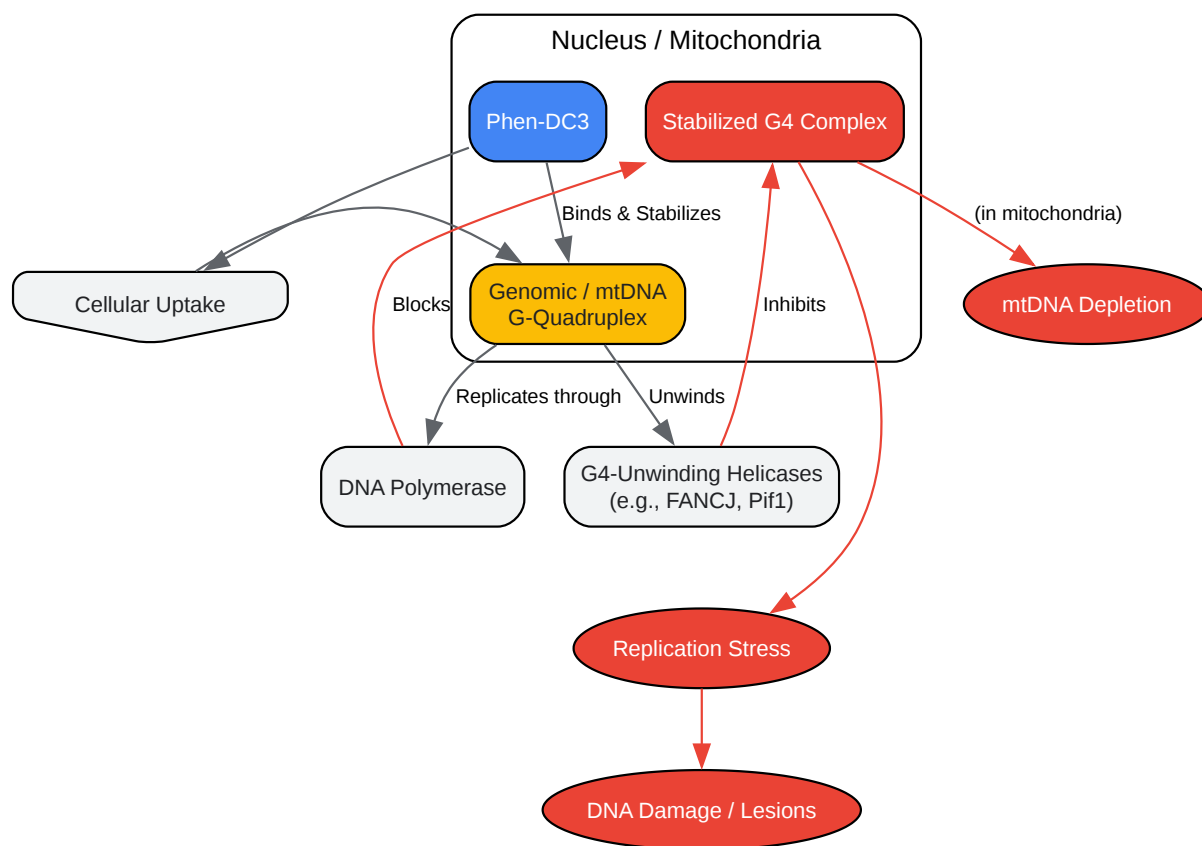 Nucleus / Mitochondria
Phen-DC3
Stabilized G4 Complex
Binds & Stabilizes
(in mitochondria)
Cellular Uptake
Genomic / mtDNA
G-Quadruplex
Blocks
Inhibits
mtDNA Depletion
Replicates through
Unwinds
DNA Polymerase
G4-Unwinding Helicases
(e.g., FANCJ, Pif1)
Replication Stress
DNA Damage / Lesions